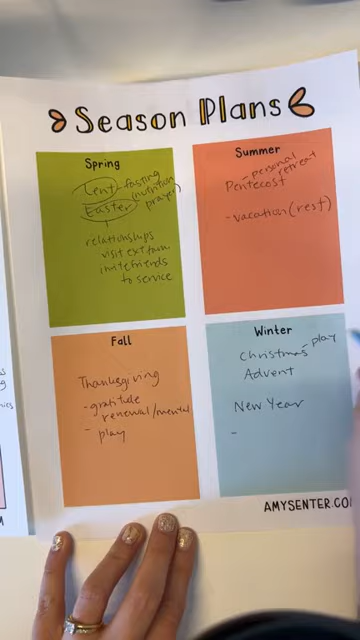 Season Plans
Spring
Lent - fasting
(nutrition
prayer)
Easter
relationships
visit ext fam
invite friends
to service
Summer
- personal
retreat
Pentecost
- vacation (rest)
Fall
Thanksgiving
- gratitude
renewal/mental
- play
Winter
Christmas - play
Advent
New Year
-
AMYSENTER.CO